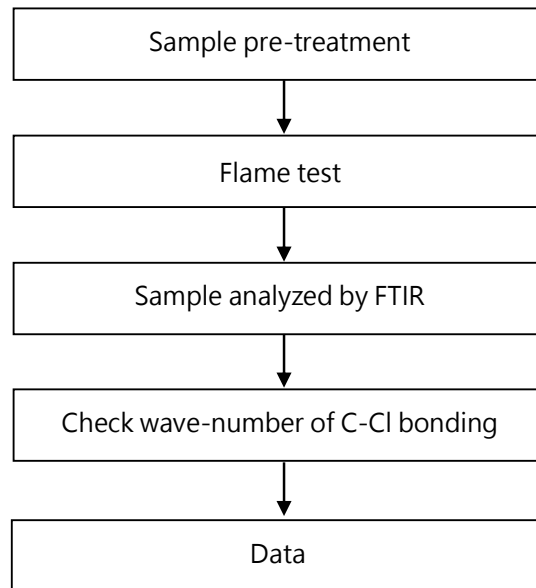 Sample pre-treatment
Flame test
Sample analyzed by FTIR
Check wave-number of C-Cl bonding
Data